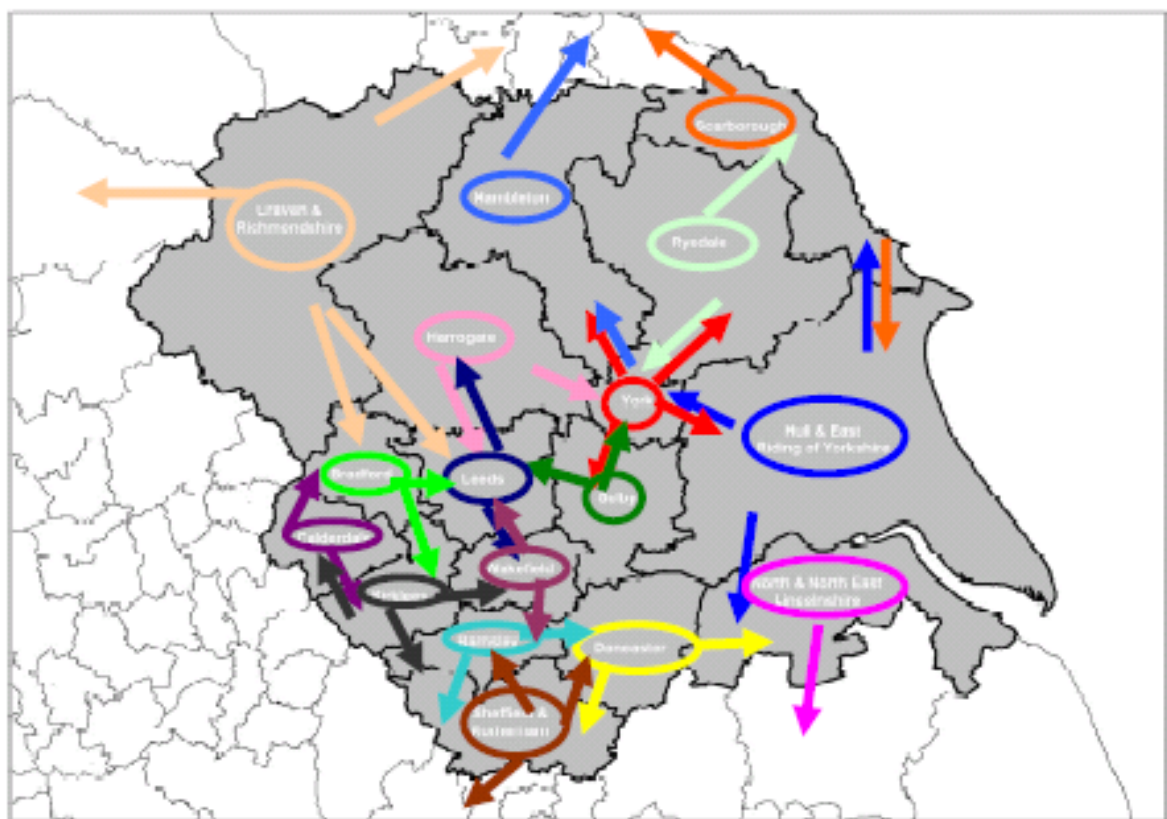 Scarborough
Hambleton
Craven &
Richmondshire
Ryedale
Harrogate
York
Hull & East
Riding of Yorkshire
Bradford
Leeds
Selby
Calderdale
Wakefield
Kirklees
North & North East
Lincolnshire
Barnsley
Doncaster
Sheffield &
Rotherham